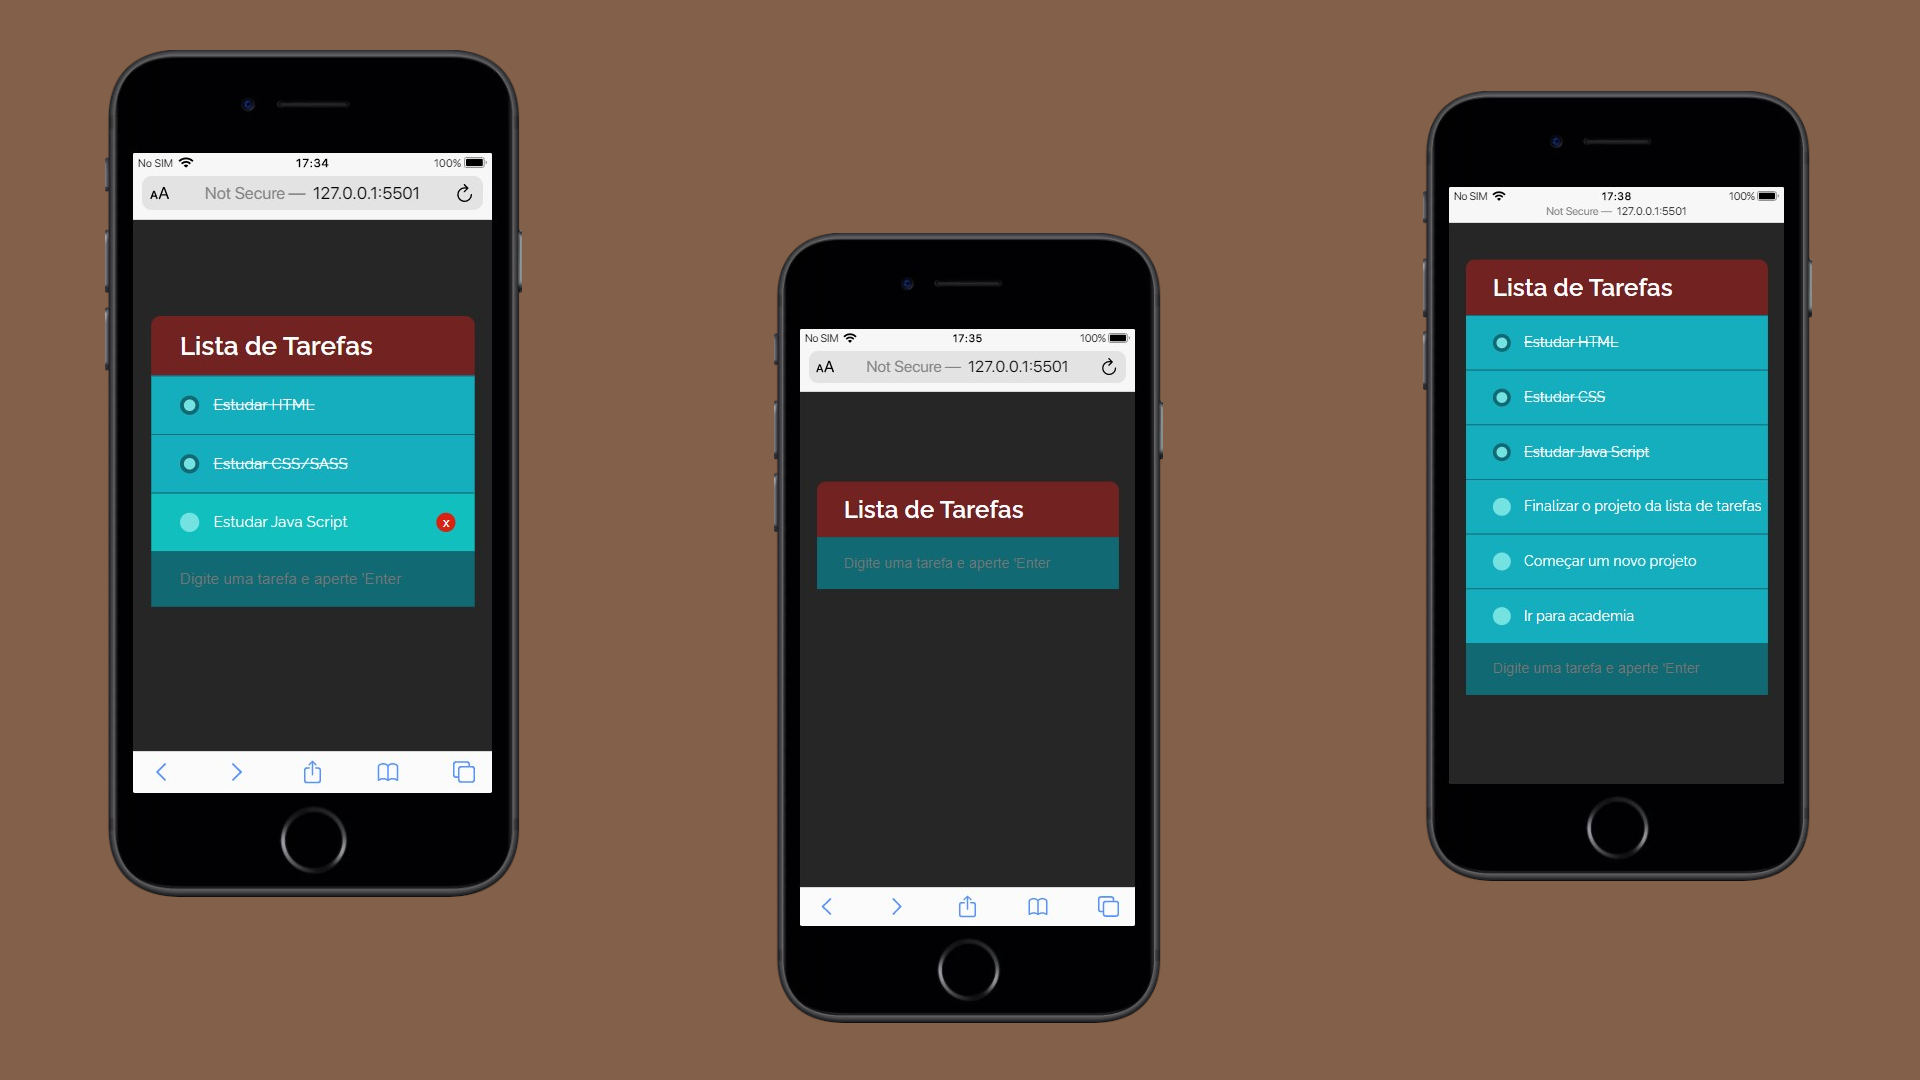 No SIM 17:34 100%
AA Not Secure — 127.0.0.1:5501
Lista de Tarefas
Estudar HTML
Estudar CSS/SASS
Estudar Java Script x
Digite uma tarefa e aperte 'Enter
No SIM 17:35 100%
AA Not Secure — 127.0.0.1:5501
Lista de Tarefas
Digite uma tarefa e aperte 'Enter
No SIM 17:38 100%
Not Secure — 127.0.0.1:5501
Lista de Tarefas
Estudar HTML
Estudar CSS
Estudar Java Script
Finalizar o projeto da lista de tarefas
Começar um novo projeto
Ir para academia
Digite uma tarefa e aperte 'Enter